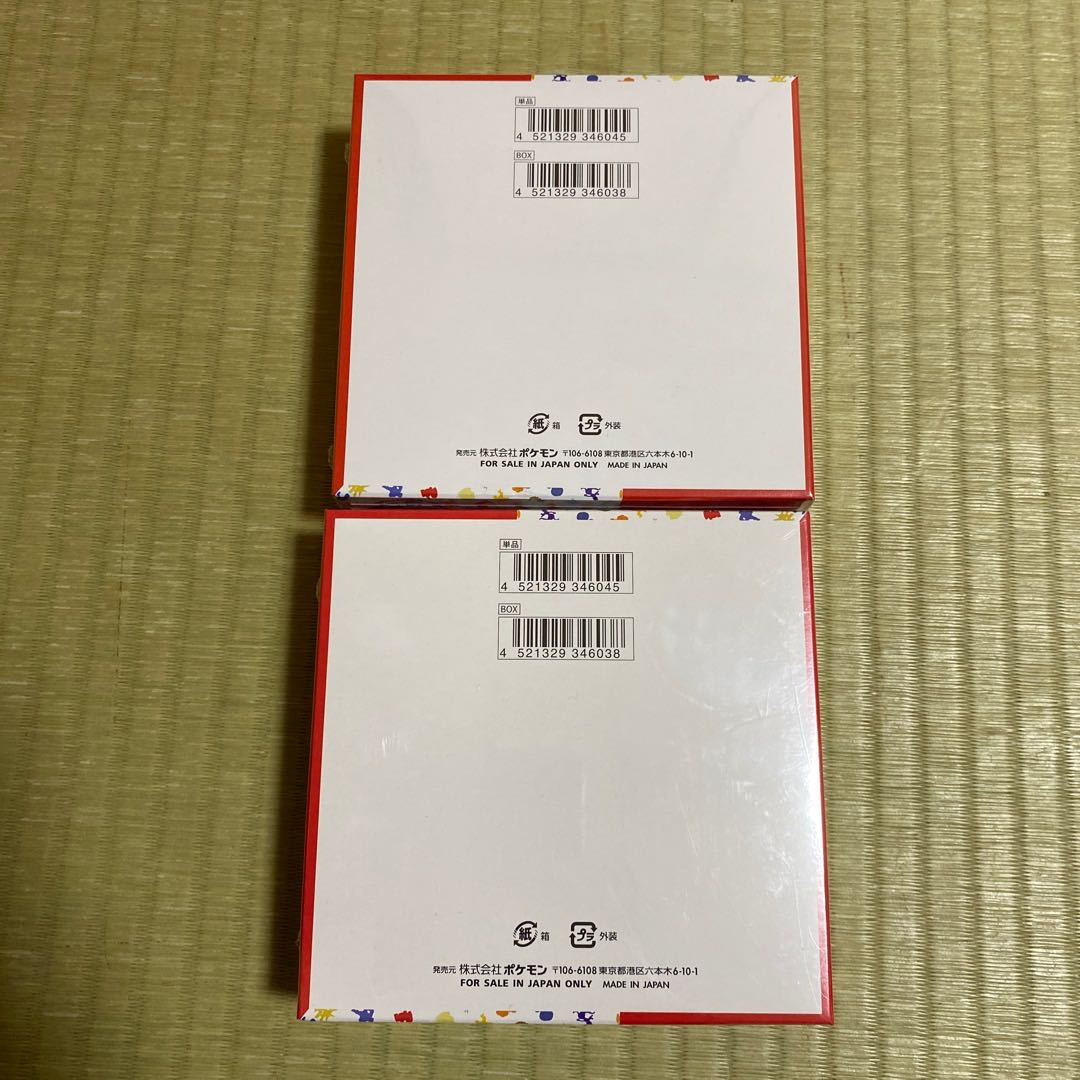 単品
4 521329 346045
BOX
4 521329 346038
紙 箱 プラ 外装
発売元 株式会社ポケモン 〒106-6108 東京都港区六本木6-10-1
FOR SALE IN JAPAN ONLY MADE IN JAPAN
単品
4 521329 346045
BOX
4 521329 346038
紙 箱 プラ 外装
発売元 株式会社ポケモン 〒106-6108 東京都港区六本木6-10-1
FOR SALE IN JAPAN ONLY MADE IN JAPAN